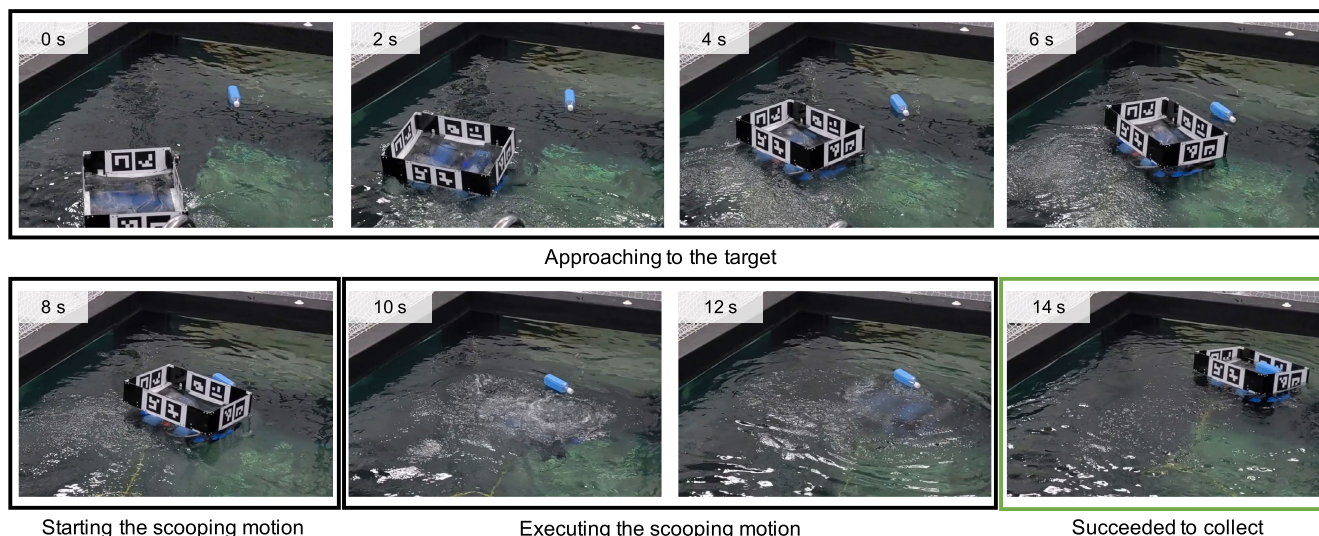 0 s
2 s
4 s
6 s
Approaching to the target
8 s
10 s
12 s
14 s
Starting the scooping motion
Executing the scooping motion
Succeeded to collect